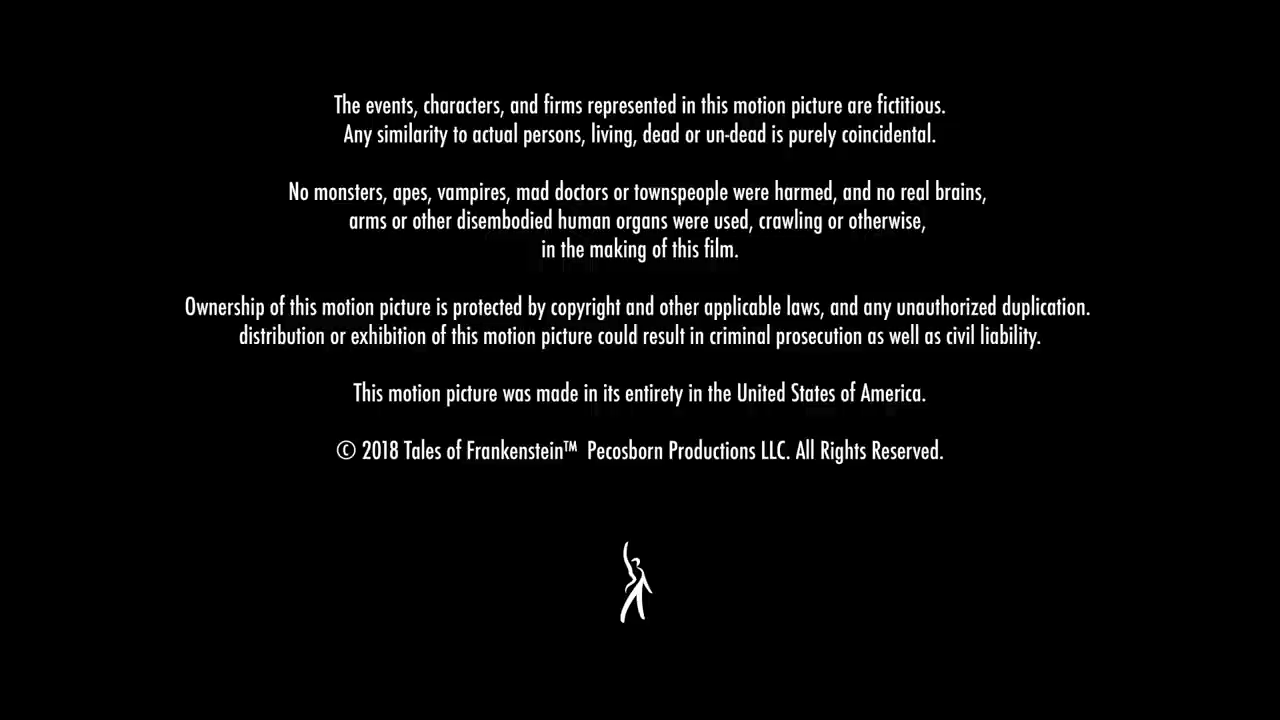 The events, characters, and firms represented in this motion picture are fictitious.
Any similarity to actual persons, living, dead or un-dead is purely coincidental.
No monsters, apes, vampires, mad doctors or townspeople were harmed, and no real brains,
arms or other disembodied human organs were used, crawling or otherwise,
in the making of this film.
Ownership of this motion picture is protected by copyright and other applicable laws, and any unauthorized duplication.
distribution or exhibition of this motion picture could result in criminal prosecution as well as civil liability.
This motion picture was made in its entirety in the United States of America.
© 2018 Tales of Frankenstein™ Pecosborn Productions LLC. All Rights Reserved.